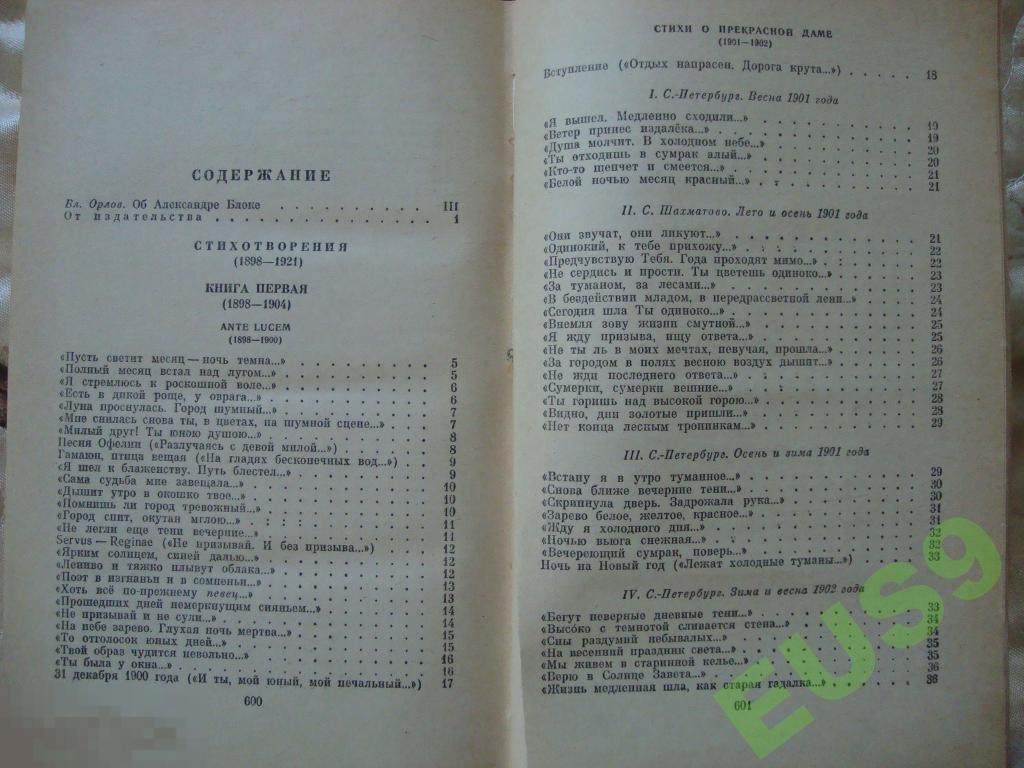 СОДЕРЖАНИЕ
Вл. Орлов. Об Александре Блоке . . . . . . . . . . . III
От издательства . . . . . . . . . . . . . . . . 1
СТИХОТВОРЕНИЯ
(1898—1921)
КНИГА ПЕРВАЯ
(1898—1904)
ANTE LUCEM
(1898—1900)
«Пусть светит месяц — ночь темна...» . . . . . . . . . 5
«Полный месяц встал над лугом...» . . . . . . . . . 5
«Я стремлюсь к роскошной воле...» . . . . . . . . . 6
«Есть в дикой роще, у оврага...» . . . . . . . . . 6
«Луна проснулась. Город шумный...» . . . . . . . . . 7
«Мне снилась снова ты, в цветах, на шумной сцене...» . . . 7
«Милый друг! Ты юною душою...» . . . . . . . . . 8
Песня Офелии («Разлучаясь с девой милой...») . . . . . 8
Гамаюн, птица вещая («На гладях бесконечных вод...») . . 9
«Я шел к блаженству. Путь блестел...» . . . . . . . . 9
«Сама судьба мне завещала...» . . . . . . . . . 10
«Дышит утро в окошко твое...» . . . . . . . . . 10
«Помнишь ли город тревожный...» . . . . . . . . . 10
«Город спит, окутан мглою...» . . . . . . . . . 11
«Не легли еще тени вечерние...» . . . . . . . . . 11
Servus — Reginae («Не призывай. И без призыва...») . . . 12
«Ярким солнцем, синей далью...» . . . . . . . . . 12
«Лениво и тяжко плывут облака...» . . . . . . . . . 12
«Поэт в изгнаньи и в сомненьи...» . . . . . . . . . 13
«Хоть всё по-прежнему певец...» . . . . . . . . . 13
«Прошедших дней немеркнущим сияньем...» . . . . . . 14
«Не призывай и не сули...» . . . . . . . . . 14
«На небе зарево. Глухая ночь мертва...» . . . . . . . 15
«То отголосок юных дней...» . . . . . . . . . 15
«Твой образ чудится невольно...» . . . . . . . . . 16
«Ты была у окна...» . . . . . . . . . 16
31 декабря 1900 года («И ты, мой юный, мой печальный...») 17
600
СТИХИ О ПРЕКРАСНОЙ ДАМЕ
(1901—1902)
Вступление («Отдых напрасен. Дорога крута...») . . . . . 18
I. С.-Петербург. Весна 1901 года
«Я вышел. Медленно сходили...» . . . . . . . . . 19
«Ветер принес издалёка...» . . . . . . . . . 19
«Душа молчит. В холодном небе...» . . . . . . . . . 20
«Ты отходишь в сумрак алый...» . . . . . . . . . 20
«Кто-то шепчет и смеется...» . . . . . . . . . 21
«Белой ночью месяц красный...» . . . . . . . . . 21
II. С. Шахматово. Лето и осень 1901 года
«Они звучат, они ликуют...» . . . . . . . . . 21
«Одинокий, к тебе прихожу...» . . . . . . . . . 22
«Предчувствую Тебя. Года проходят мимо...» . . . . . . 22
«Не сердись и прости. Ты цветешь одиноко...» . . . . . 23
«За туманом, за лесами...» . . . . . . . . . 23
«В бездействии младом, в передрассветной лени...» . . . . 24
«Сегодня шла Ты одиноко...» . . . . . . . . . 24
«Внемля зову жизни смутной...» . . . . . . . . . 25
«Я жду призыва, ищу ответа...» . . . . . . . . . 25
«Не ты ль в моих мечтах, певучая, прошла...» . . . . . 26
«За городом в полях весною воздух дышит...» . . . . . 26
«Не жди последнего ответа...» . . . . . . . . . 27
«Сумерки, сумерки вешние...» . . . . . . . . . 27
«Ты горишь над высокой горою...» . . . . . . . . . 28
«Видно, дни золотые пришли...» . . . . . . . . . 28
«Нет конца лесным тропинкам...» . . . . . . . . . 29
III. С.-Петербург. Осень и зима 1901 года
«Встану я в утро туманное...» . . . . . . . . . 29
«Снова ближе вечерние тени...» . . . . . . . . . 30
«Скрипнула дверь. Задрожала рука...» . . . . . . . . . 30
«Зарево белое, желтое, красное...» . . . . . . . . . 31
«Жду я холодного дня...» . . . . . . . . . 31
«Ночью вьюга снежная...» . . . . . . . . . 32
«Вечереющий сумрак, поверь...» . . . . . . . . . 32
Ночь на Новый год («Лежат холодные туманы...») . . . . 33
IV. С.-Петербург. Зима и весна 1902 года
«Бегут неверные дневные тени...» . . . . . . . . . 33
«Высо́ко с темнотой сливается стена...» . . . . . . . . 34
«Сны раздумий небывалых...» . . . . . . . . . 34
«На весенний праздник света...» . . . . . . . . . 35
«Мы живем в старинной келье...» . . . . . . . . . 35
«Верю в Солнце Завета...» . . . . . . . . . 36
«Жизнь медленная шла, как старая гадалка...» . . . . . 36
601
EUS9